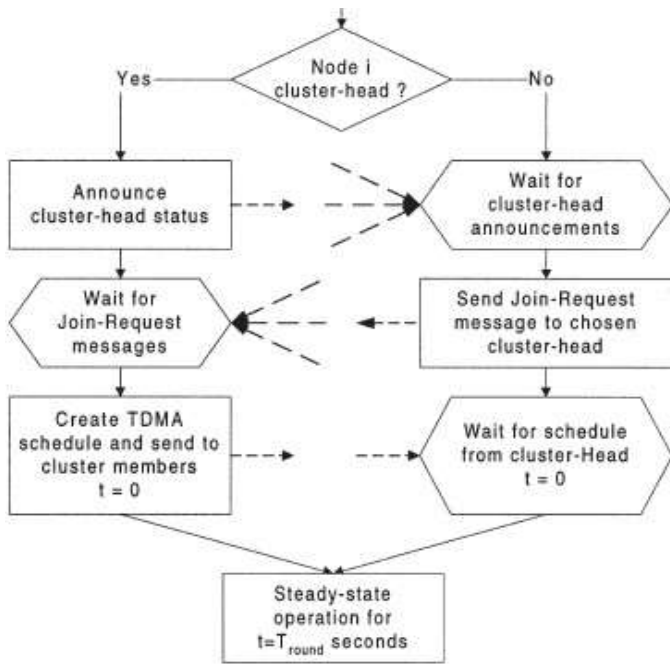 Node i
cluster-head ?
Yes
No
Announce
cluster-head status
Wait for
cluster-head
announcements
Wait for
Join-Request
messages
Send Join-Request
message to chosen
cluster-head
Create TDMA
schedule and send to
cluster members
t = 0
Wait for schedule
from cluster-Head
t = 0
Steady-state
operation for
t=Tround seconds